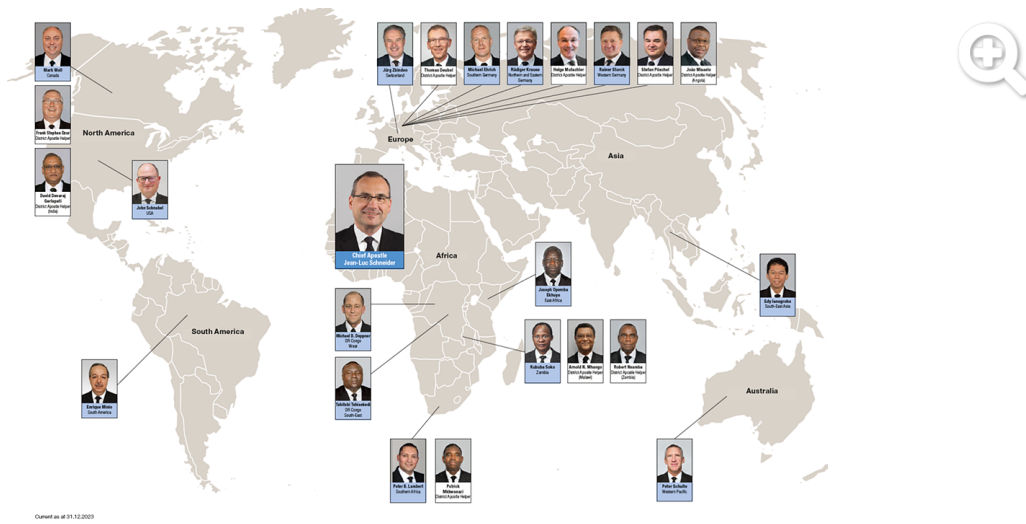 Mark Woll
Canada
Frank Stephan Dzur
District Apostle Helper
North America
David Devaraj
District Apostle Helper
(India)
John Schnabel
USA
Jürg Zbinden
Switzerland
Thomas Deubel
District Apostle Helper
Michael Ehrich
Southern Germany
Rüdiger Krause
Northern and Eastern
Germany
Helge Mutschler
District Apostle Helper
Rainer Storck
Western Germany
Stefan Pöschel
District Apostle Helper
João Misselo
District Apostle Helper
(Angola)
Europe
Asia
Chief Apostle
Jean-Luc Schneider
Africa
Joseph Opemba
Ekhuya
East Africa
Edy Isnugroho
South-East Asia
Michael D. Deppner
DR Congo
West
South America
Enrique Minio
South America
Tshitshi Tshisekedi
DR Congo
South-East
Kububa Soko
Zambia
Arnold N. Mhango
District Apostle Helper
(Malawi)
Robert Nsamba
District Apostle Helper
(Zambia)
Australia
Peter B. Lambert
Southern Africa
Patrick
Mkhwanazi
District Apostle Helper
Peter Schulte
Western Pacific
Current as at 31.12.2023